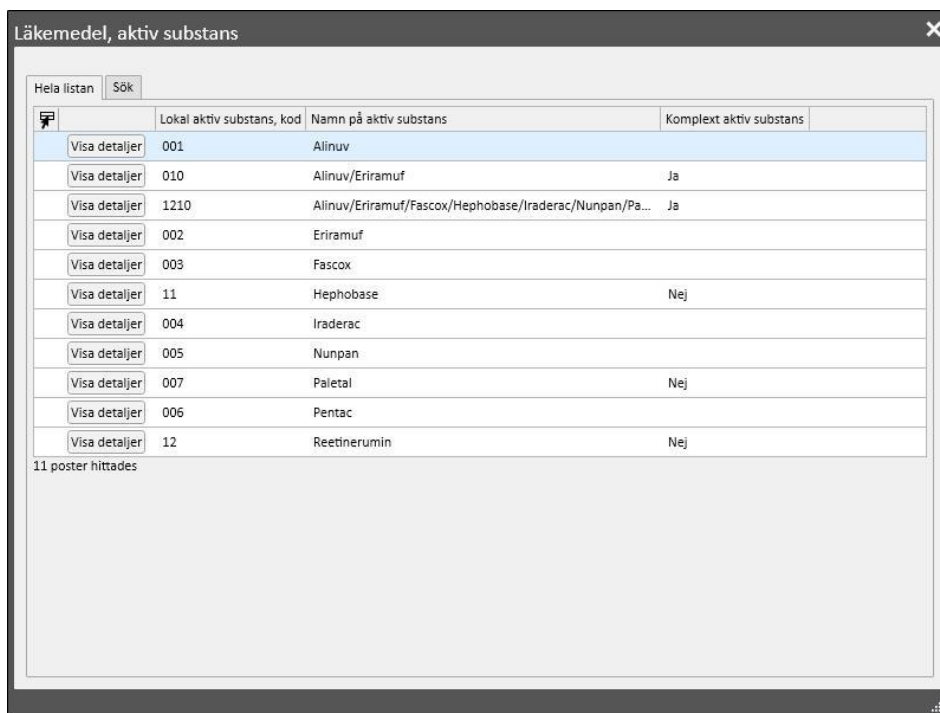 Läkemedel, aktiv substans
Hela listan Sök
Lokal aktiv substans, kod Namn på aktiv substans Komplext aktiv substans
Visa detaljer 001 Alinuv
Visa detaljer 010 Alinuv/Eriramuf Ja
Visa detaljer 1210 Alinuv/Eriramuf/Fascox/Hephobase/Iraderac/Nunpan/Pa... Ja
Visa detaljer 002 Eriramuf
Visa detaljer 003 Fascox
Visa detaljer 11 Hephobase Nej
Visa detaljer 004 Iraderac
Visa detaljer 005 Nunpan
Visa detaljer 007 Paletal Nej
Visa detaljer 006 Pentac
Visa detaljer 12 Reetinerumin Nej
11 poster hittades